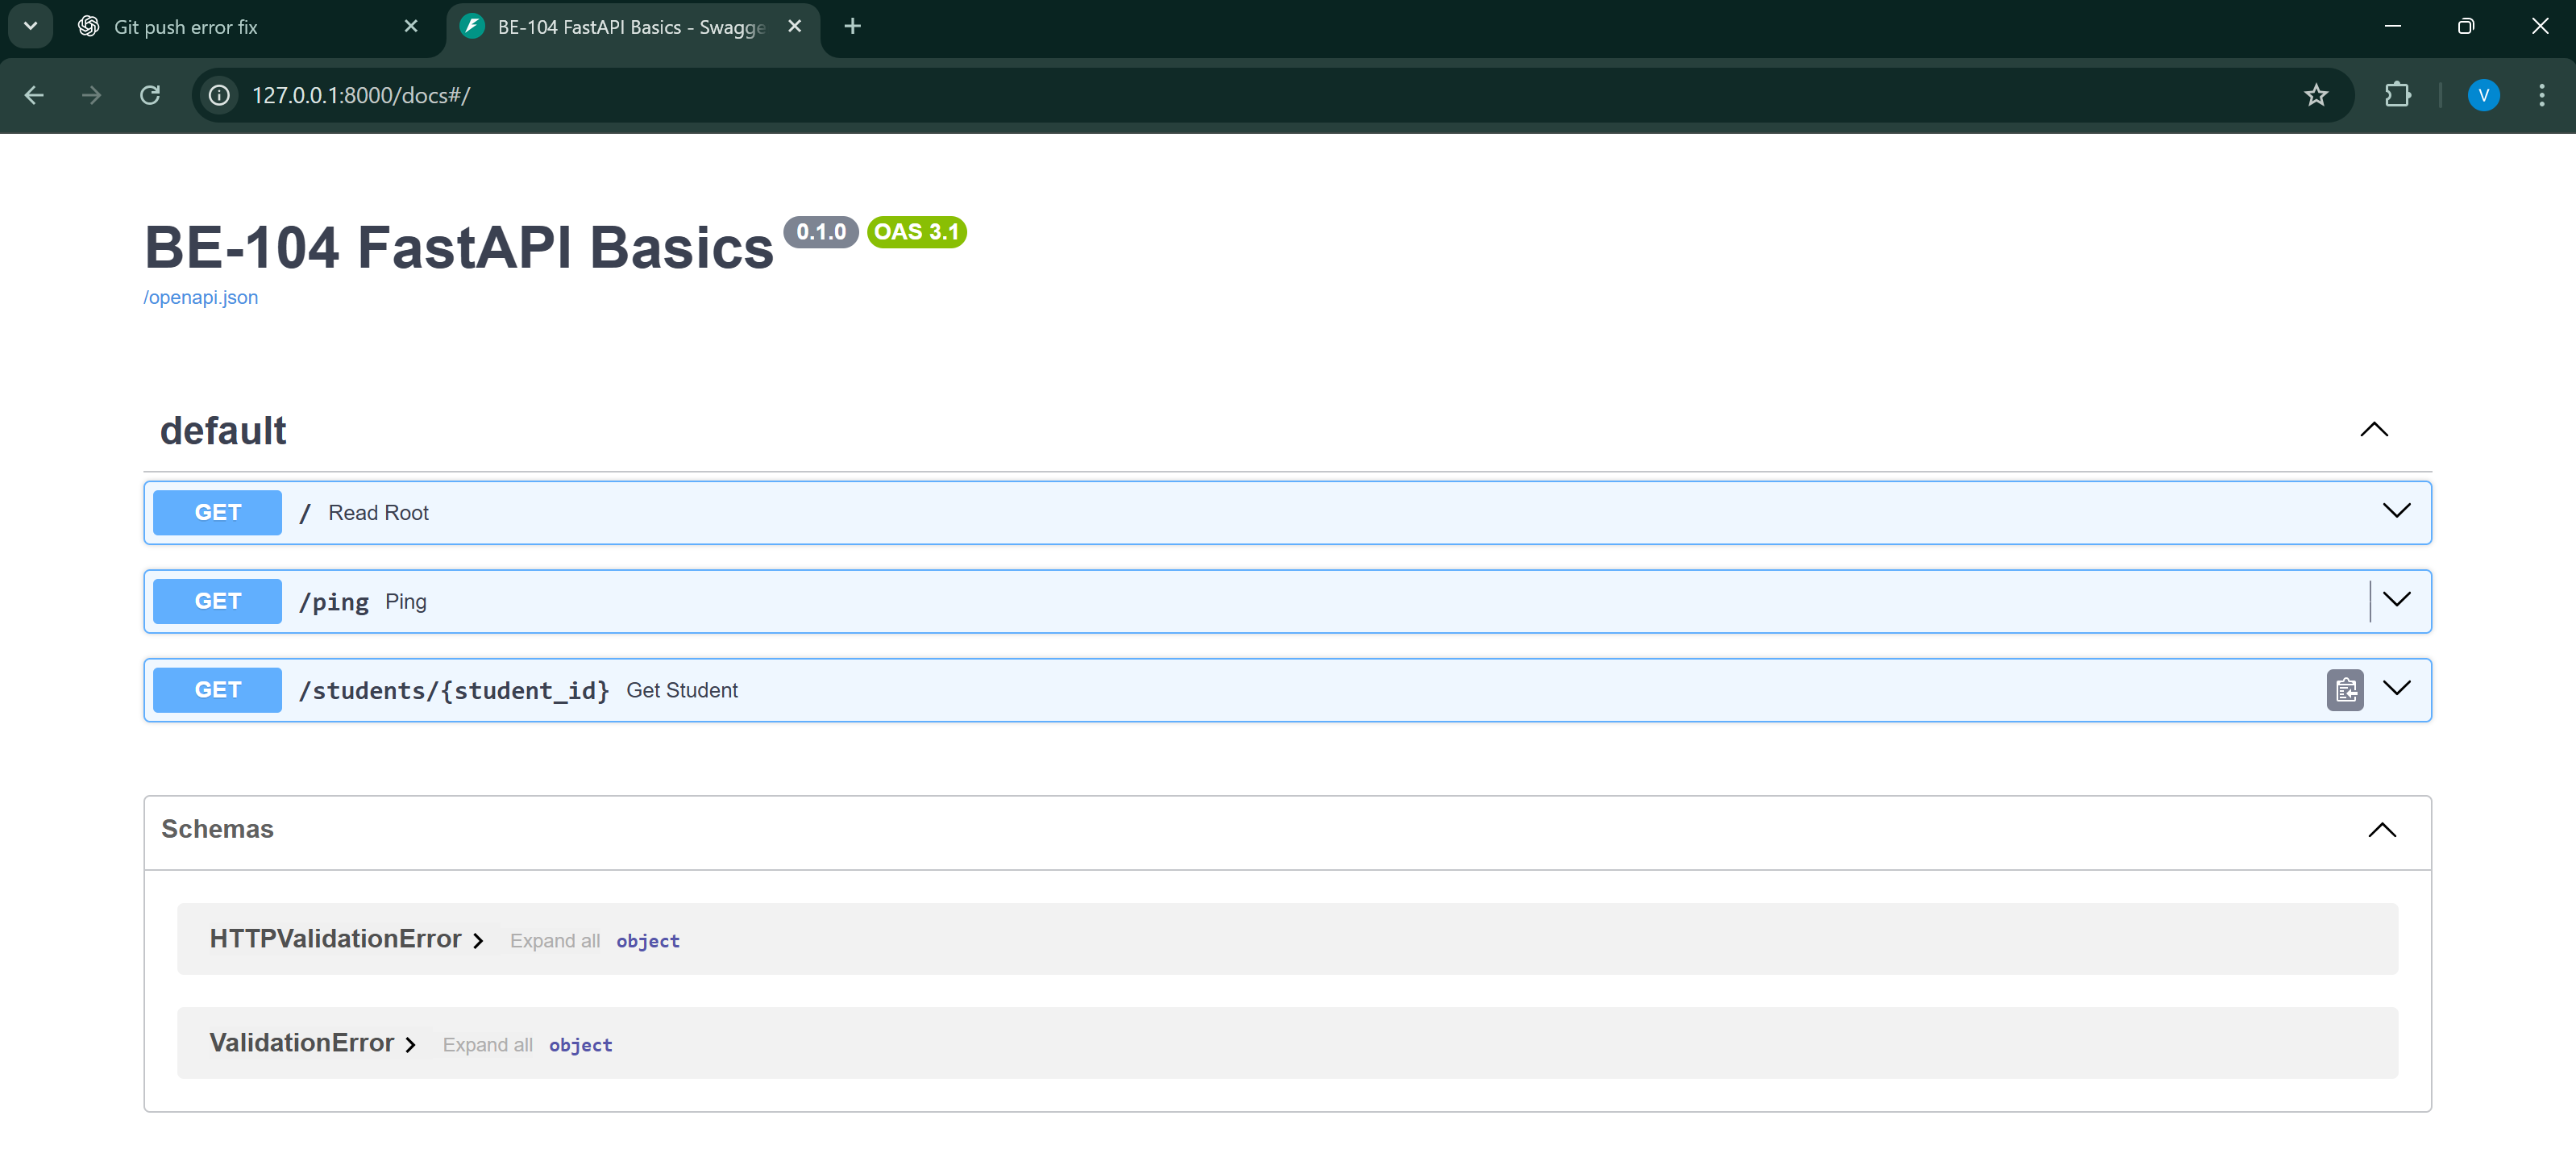 Git push error fix
BE-104 FastAPI Basics - Swagge
127.0.0.1:8000/docs#/
V
BE-104 FastAPI Basics 0.1.0 OAS 3.1
/openapi.json
default
GET / Read Root
GET /ping Ping
GET /students/{student_id} Get Student
Schemas
HTTPValidationError Expand all object
ValidationError Expand all object